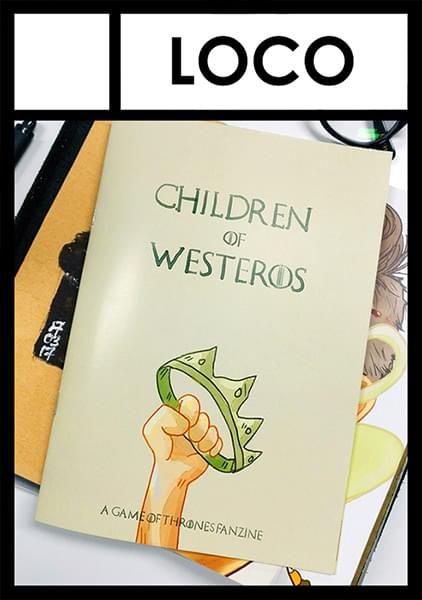 LOCO
CHILDREN
OF
WESTEROS
A GAME OF THRONES FANZINE